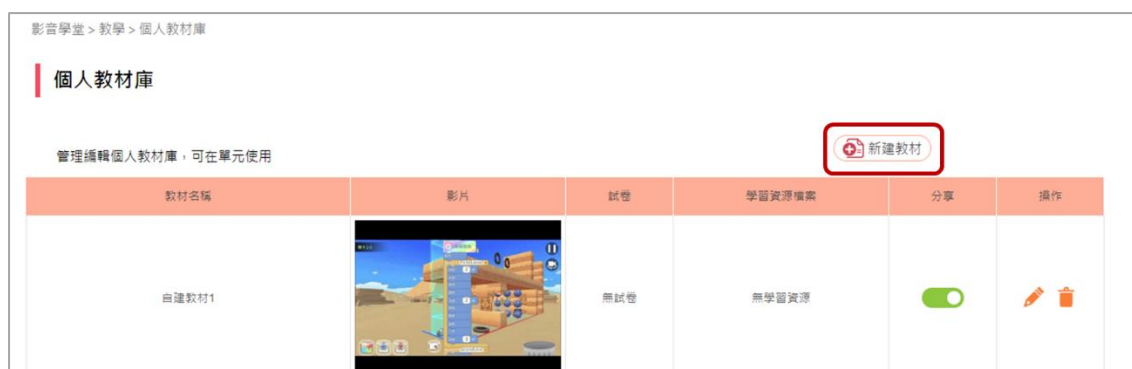 影音學堂 > 教學 > 個人教材庫
個人教材庫
管理編輯個人教材庫，可在單元使用
新建教材
教材名稱 影片 試卷 學習資源檔案 分享 操作
自建教材1 無試卷 無學習資源